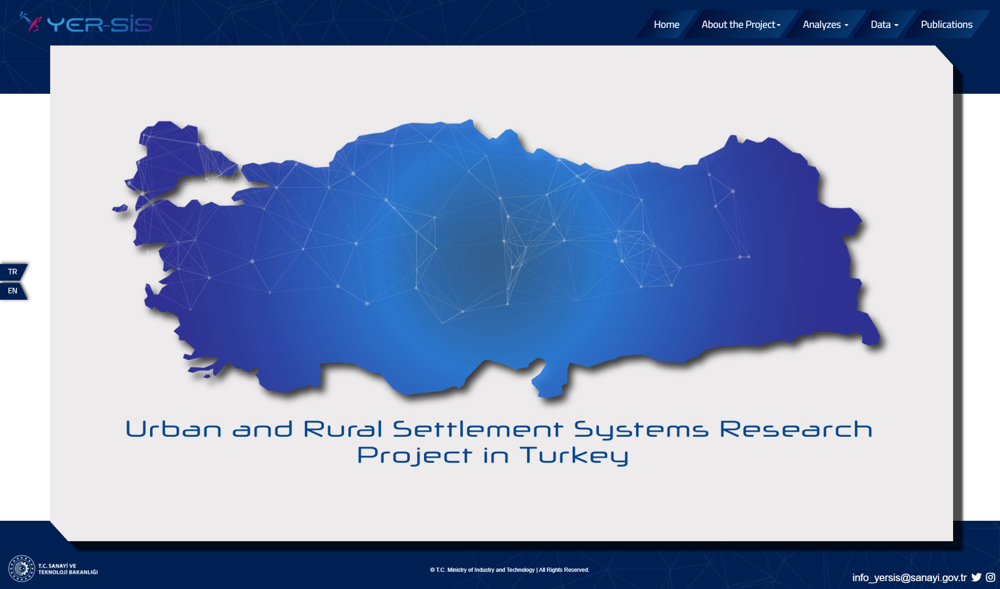 YER-SİS
Home
About the Project
Analyzes
Data
Publications
TR
EN
Urban and Rural Settlement Systems Research
Project in Turkey
T.C. SANAYİ VE
TEKNOLOJİ BAKANLIĞI
© T.C. Ministry of Industry and Technology | All Rights Reserved.
info_yersis@sanayi.gov.tr